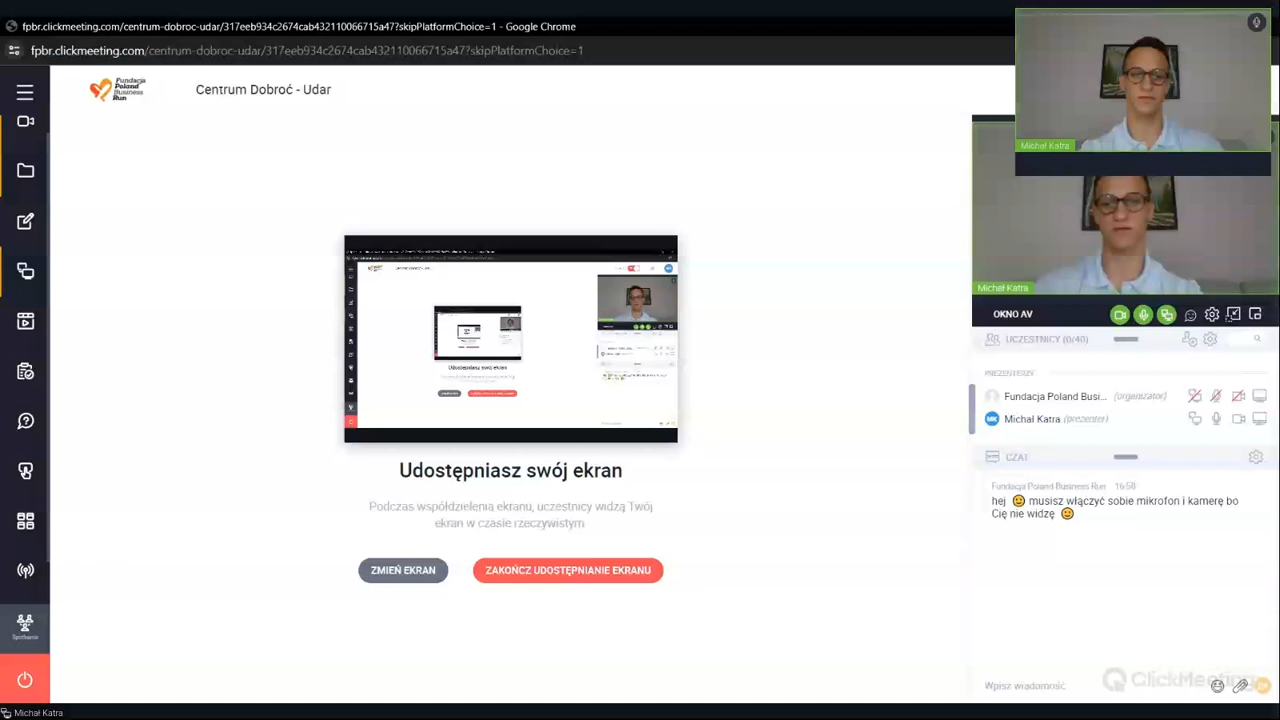 fpbr.clickmeeting.com/centrum-dobroc-udar/317eeb934c2674cab432110066715a47?skipPlatformChoice=1 - Google Chrome
fpbr.clickmeeting.com/centrum-dobroc-udar/317eeb934c2674cab432110066715a47?skipPlatformChoice=1
Fundacja
Poland
Business
Run
Centrum Dobroć - Udar
Michał Katra
Michał Katra
OKNO AV
UCZESTNICY (0/40)
PREZENTERZY
Fundacja Poland Busi... (organizator)
Michał Katra (prezenter)
CZAT
Fundacja Poland Business Run 16:58
hej musisz włączyć sobie mikrofon i kamerę bo
Cię nie widzę
Udostępniasz swój ekran
Udostępniasz swój ekran
Podczas współdzielenia ekranu, uczestnicy widzą Twój
ekran w czasie rzeczywistym
ZMIEŃ EKRAN
ZAKOŃCZ UDOSTĘPNIANIE EKRANU
Spotkanie
Wpisz wiadomość
ClickMeeting
Michał Katra